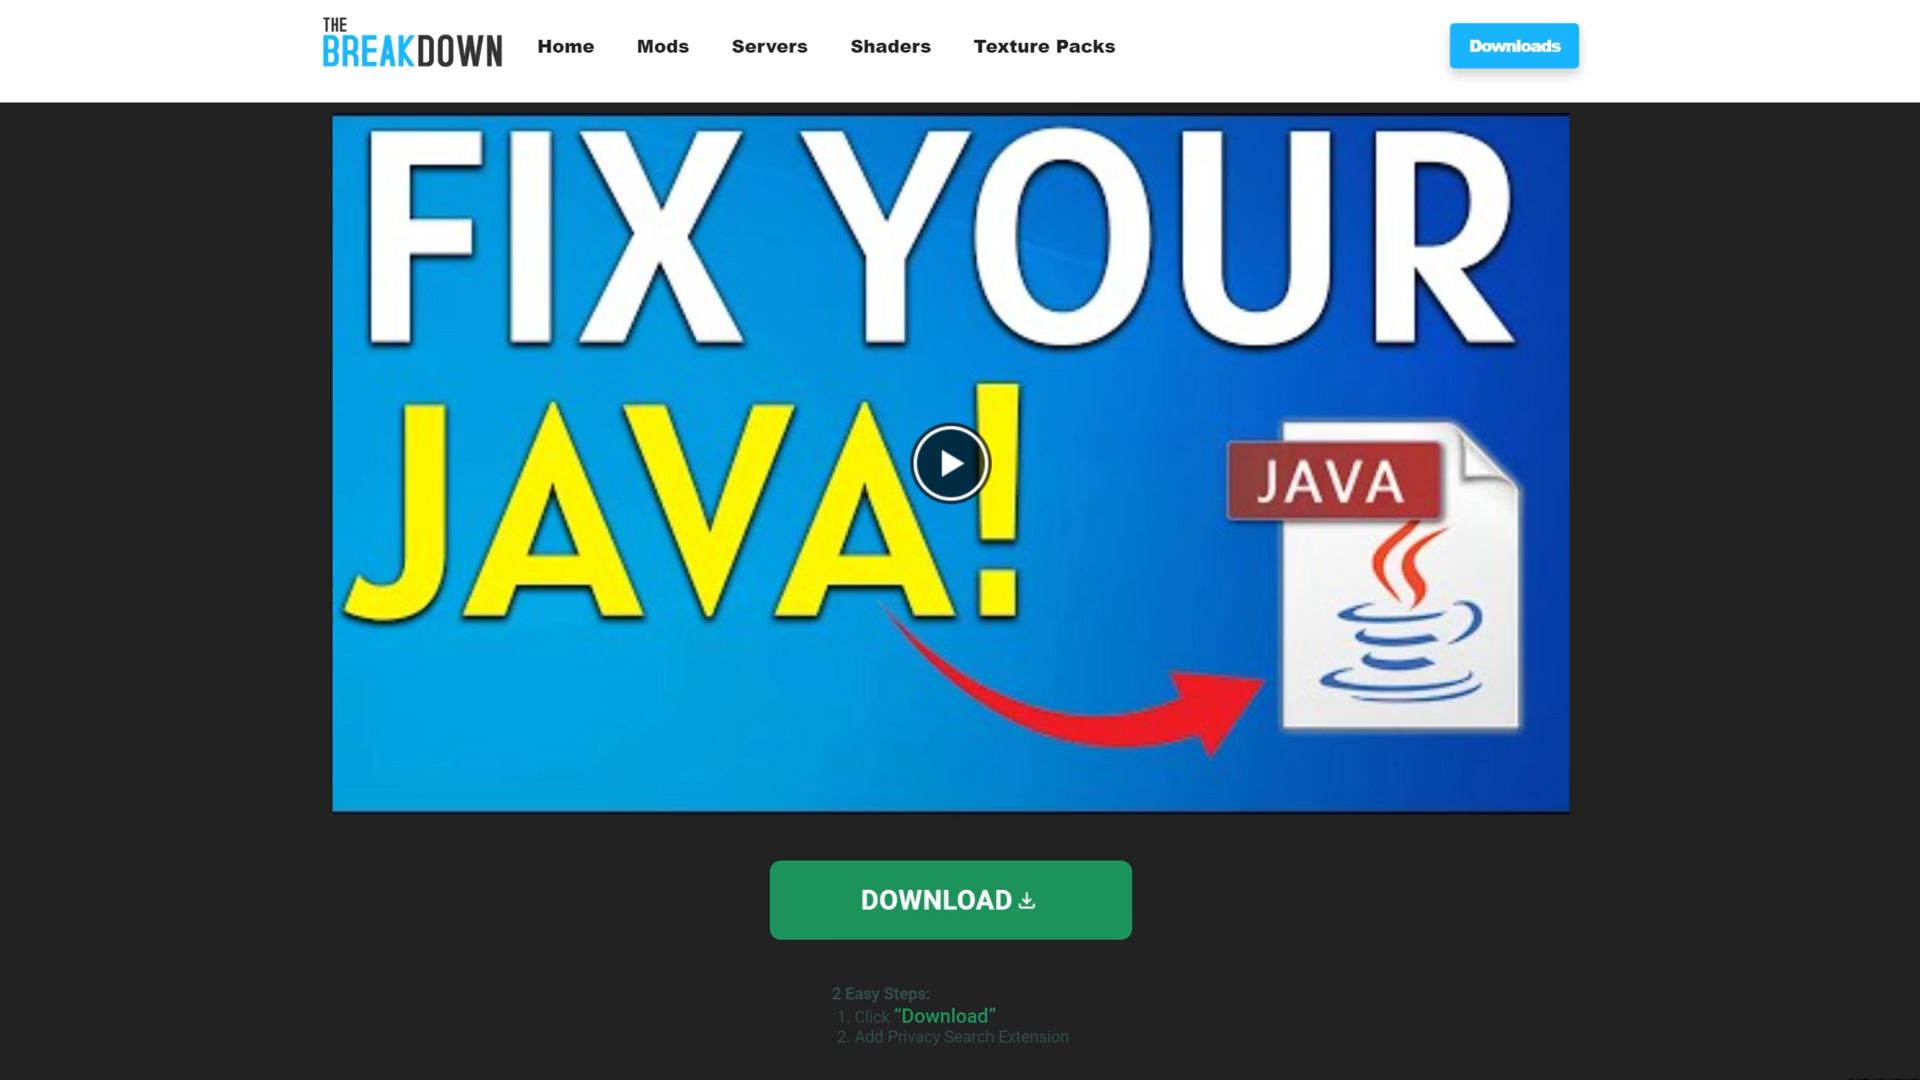 THE
BREAKDOWN
Home Mods Servers Shaders Texture Packs
Downloads
FIX YOUR
JAVA!
JAVA
DOWNLOAD
2 Easy Steps:
1. Click “Download”
2. Add Privacy Search Extension